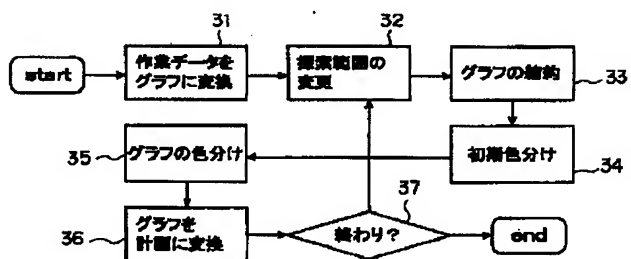 31
32
start
作業データを
グラフに変換
探索範囲の
変更
グラフの縮約
33
35
グラフの色分け
初期色分け
34
37
36
グラフを
計画に変換
終わり?
end